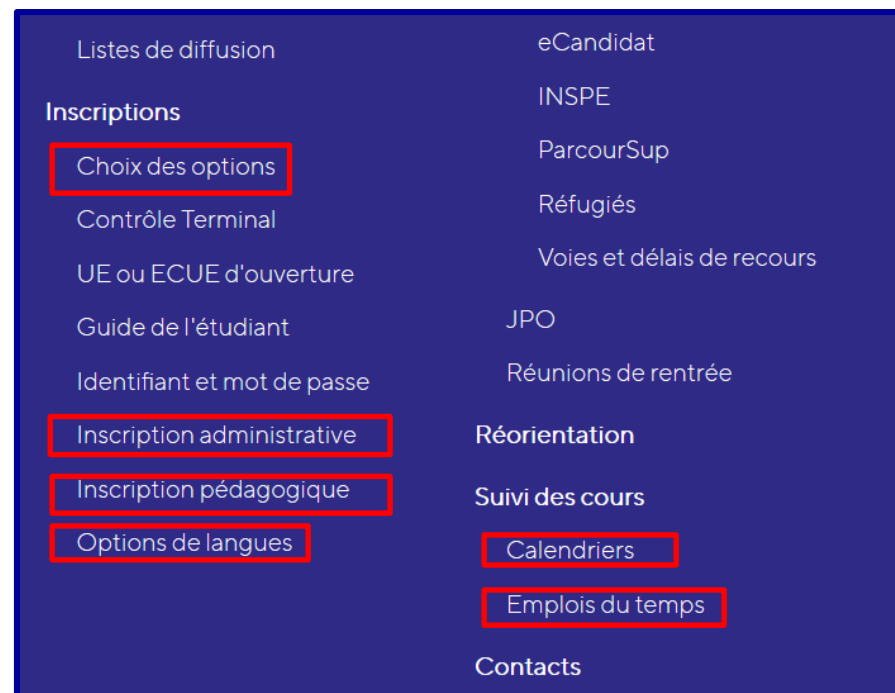 Listes de diffusion
Inscriptions
Choix des options
Contrôle Terminal
UE ou ECUE d'ouverture
Guide de l'étudiant
Identifiant et mot de passe
Inscription administrative
Inscription pédagogique
Options de langues
eCandidat
INSPE
ParcourSup
Réfugiés
Voies et délais de recours
JPO
Réunions de rentrée
Réorientation
Suivi des cours
Calendriers
Emplois du temps
Contacts